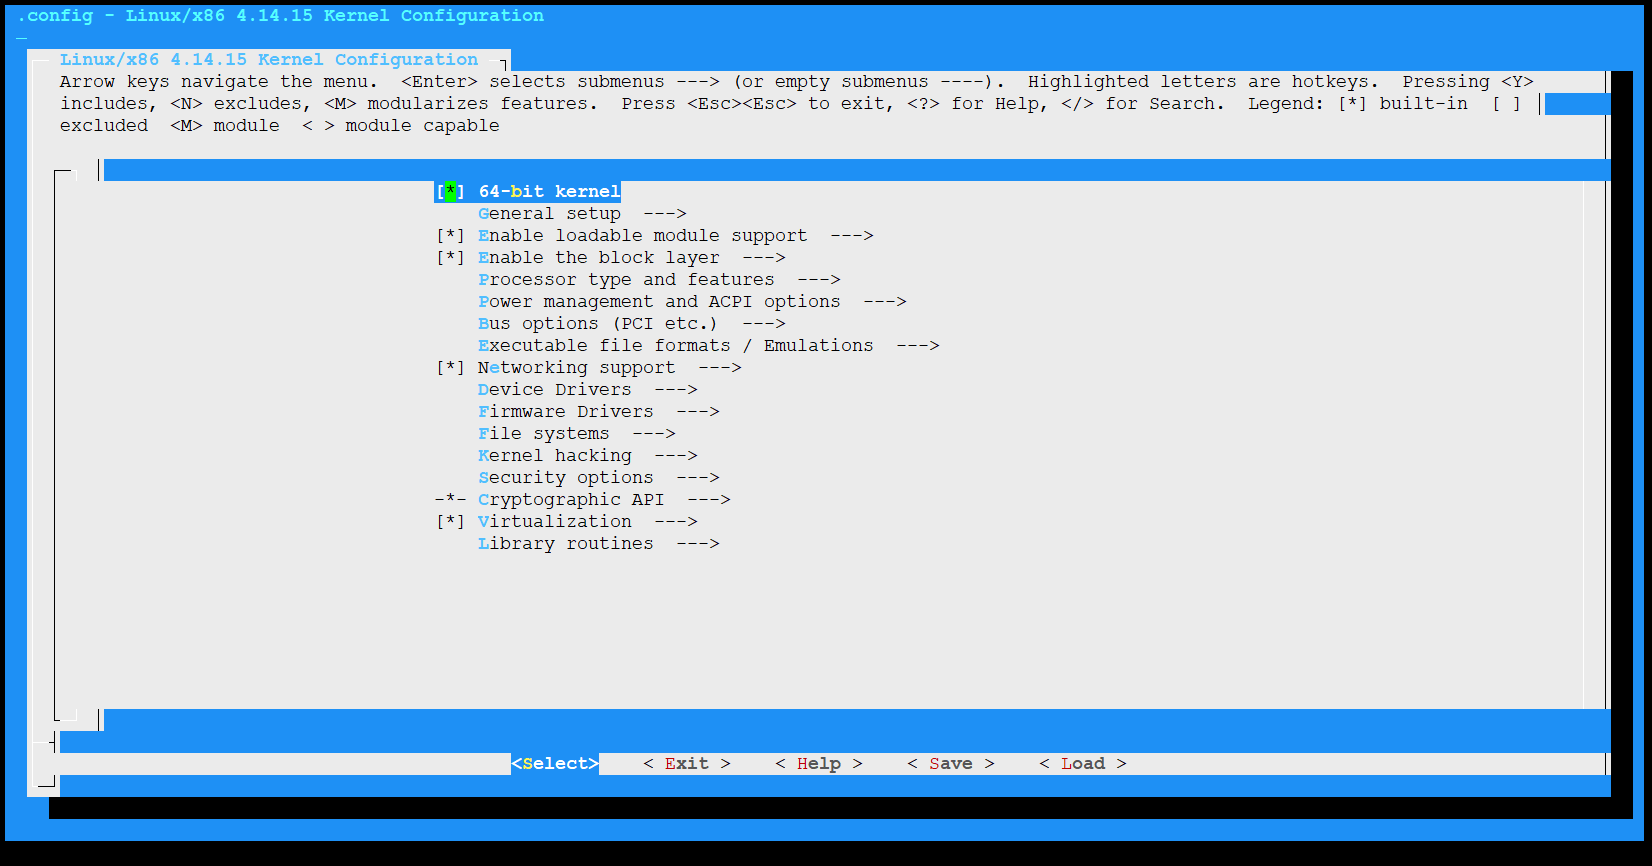 .config - Linux/x86 4.14.15 Kernel Configuration
Linux/x86 4.14.15 Kernel Configuration
Arrow keys navigate the menu.  <Enter> selects submenus ---> (or empty submenus ----).  Highlighted letters are hotkeys.  Pressing <Y>
includes, <N> excludes, <M> modularizes features.  Press <Esc><Esc> to exit, <?> for Help, </> for Search.  Legend: [*] built-in  [ ]
excluded  <M> module  < > module capable
[*] 64-bit kernel
General setup  --->
[*] Enable loadable module support  --->
[*] Enable the block layer  --->
Processor type and features  --->
Power management and ACPI options  --->
Bus options (PCI etc.)  --->
Executable file formats / Emulations  --->
[*] Networking support  --->
Device Drivers  --->
Firmware Drivers  --->
File systems  --->
Kernel hacking  --->
Security options  --->
-*- Cryptographic API  --->
[*] Virtualization  --->
Library routines  --->
<Select>    < Exit >    < Help >    < Save >    < Load >